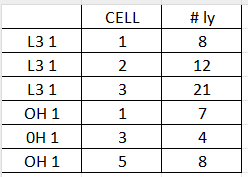 CELL # ly
L3 1 1 8
L3 1 2 12
L3 1 3 21
OH 1 1 7
0H 1 3 4
OH 1 5 8